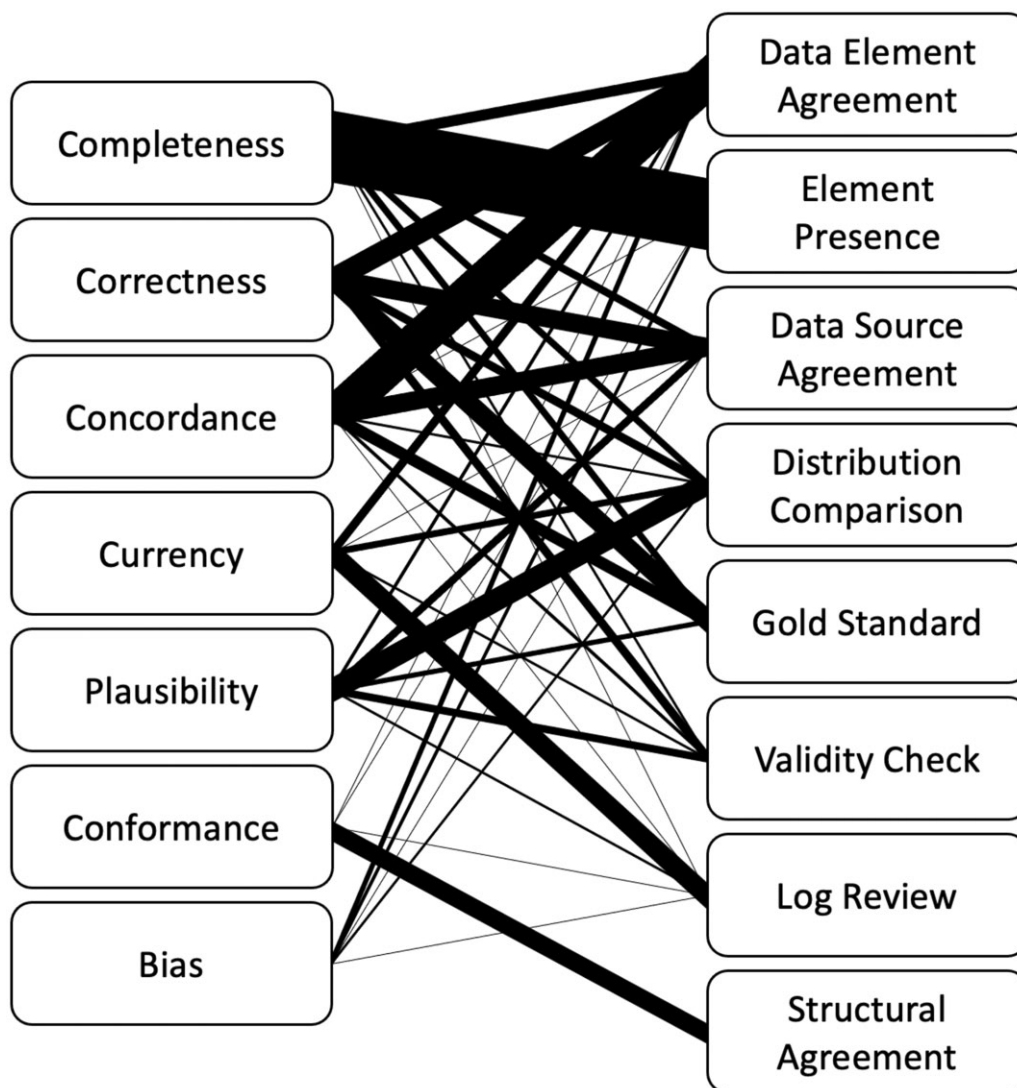 Completeness
Correctness
Concordance
Currency
Plausibility
Conformance
Bias
Data Element
Agreement
Element
Presence
Data Source
Agreement
Distribution
Comparison
Gold Standard
Validity Check
Log Review
Structural
Agreement